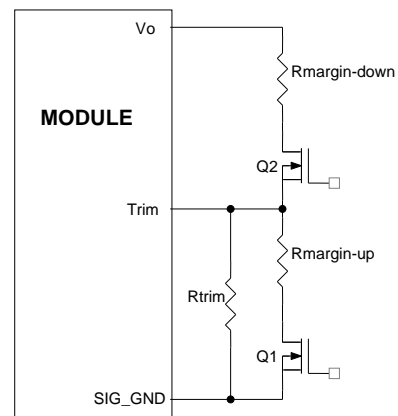 Vo
Rmargin-down
MODULE
Q2
Trim
Rmargin-up
Rtrim
Q1
SIG_GND